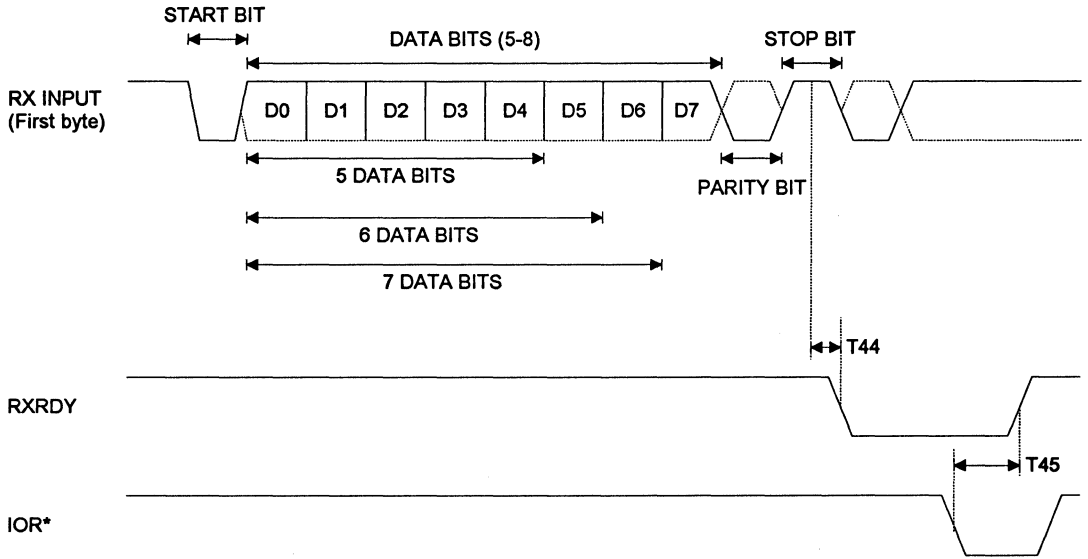 START BIT
DATA BITS (5-8)
STOP BIT
RX INPUT
(First byte)
D0 D1 D2 D3 D4 D5 D6 D7
5 DATA BITS
PARITY BIT
6 DATA BITS
7 DATA BITS
T44
RXRDY
T45
IOR*